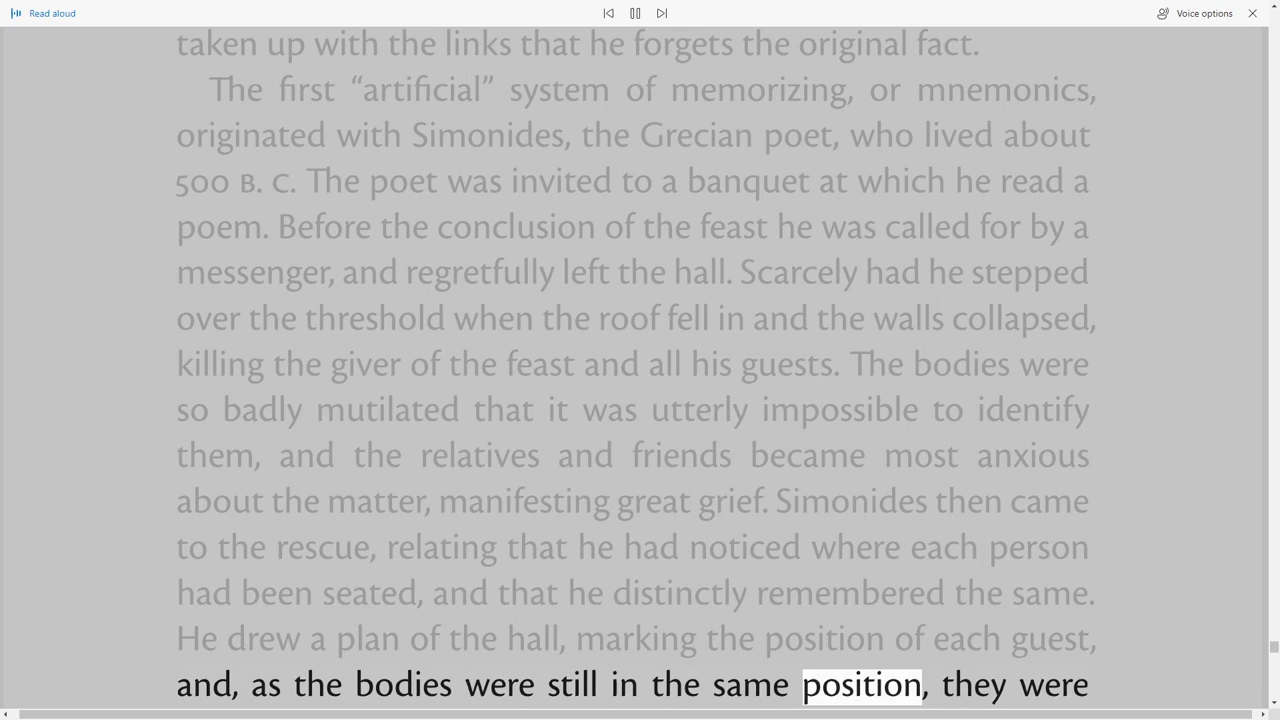 Read aloud
Voice options
taken up with the links that he forgets the original fact.
The first “artificial” system of memorizing, or mnemonics,
originated with Simonides, the Grecian poet, who lived about
500 B. C. The poet was invited to a banquet at which he read a
poem. Before the conclusion of the feast he was called for by a
messenger, and regretfully left the hall. Scarcely had he stepped
over the threshold when the roof fell in and the walls collapsed,
killing the giver of the feast and all his guests. The bodies were
so badly mutilated that it was utterly impossible to identify
them, and the relatives and friends became most anxious
about the matter, manifesting great grief. Simonides then came
to the rescue, relating that he had noticed where each person
had been seated, and that he distinctly remembered the same.
He drew a plan of the hall, marking the position of each guest,
and, as the bodies were still in the same position, they were